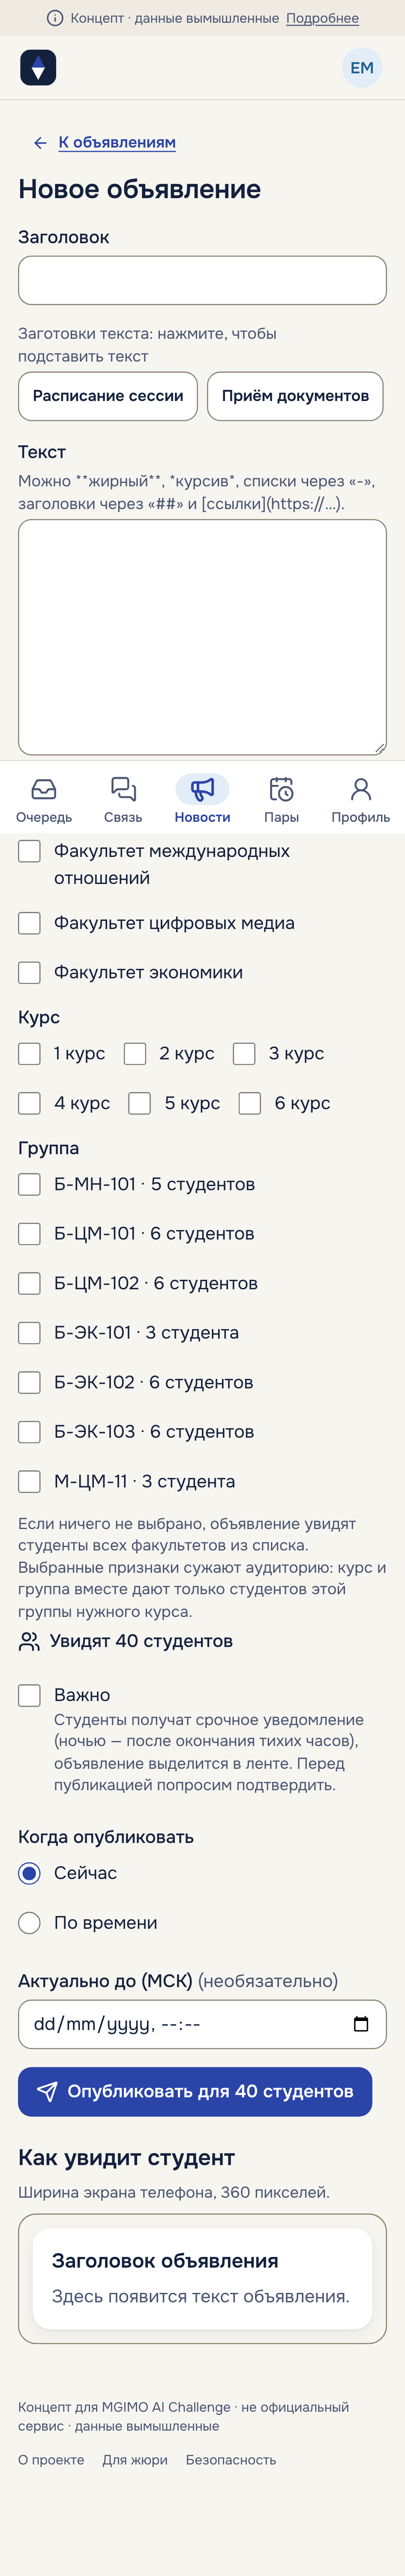 Концепт · данные вымышленные Подробнее
ЕМ
К объявлениям
Новое объявление
Заголовок
Заготовки текста: нажмите, чтобы
подставить текст
Расписание сессии
Приём документов
Текст
Можно **жирный**, *курсив*, списки через «-»,
заголовки через «##» и [ссылки](https://...).
Очередь
Связь
Новости
Пары
Профиль
Факультет международных
отношений
Факультет цифровых медиа
Факультет экономики
Курс
1 курс
2 курс
3 курс
4 курс
5 курс
6 курс
Группа
Б-МН-101 · 5 студентов
Б-ЦМ-101 · 6 студентов
Б-ЦМ-102 · 6 студентов
Б-ЭК-101 · 3 студента
Б-ЭК-102 · 6 студентов
Б-ЭК-103 · 6 студентов
М-ЦМ-11 · 3 студента
Если ничего не выбрано, объявление увидят
студенты всех факультетов из списка.
Выбранные признаки сужают аудиторию: курс и
группа вместе дают только студентов этой
группы нужного курса.
Увидят 40 студентов
Важно
Студенты получат срочное уведомление
(ночью — после окончания тихих часов),
объявление выделится в ленте. Перед
публикацией попросим подтвердить.
Когда опубликовать
Сейчас
По времени
Актуально до (МСК) (необязательно)
dd/mm/yyyy, --:--
Опубликовать для 40 студентов
Как увидит студент
Ширина экрана телефона, 360 пикселей.
Заголовок объявления
Здесь появится текст объявления.
Концепт для MGIMO AI Challenge · не официальный
сервис · данные вымышленные
О проекте
Для жюри
Безопасность